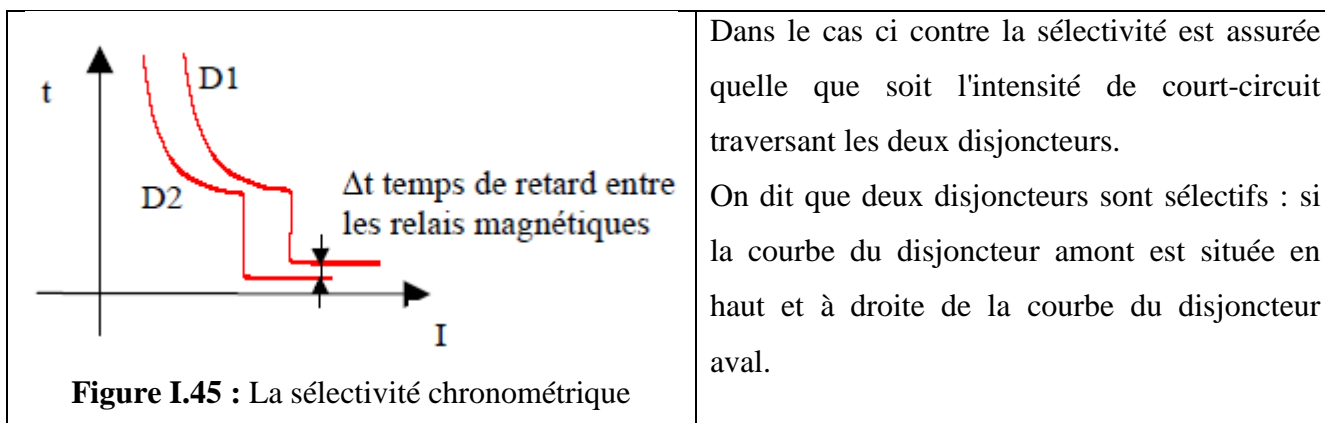 t
D1
D2
Δt temps de retard entre
les relais magnétiques
I
Figure I.45 : La sélectivité chronométrique
Dans le cas ci contre la sélectivité est assurée
quelle que soit l'intensité de court-circuit
traversant les deux disjoncteurs.
On dit que deux disjoncteurs sont sélectifs : si
la courbe du disjoncteur amont est située en
haut et à droite de la courbe du disjoncteur
aval.